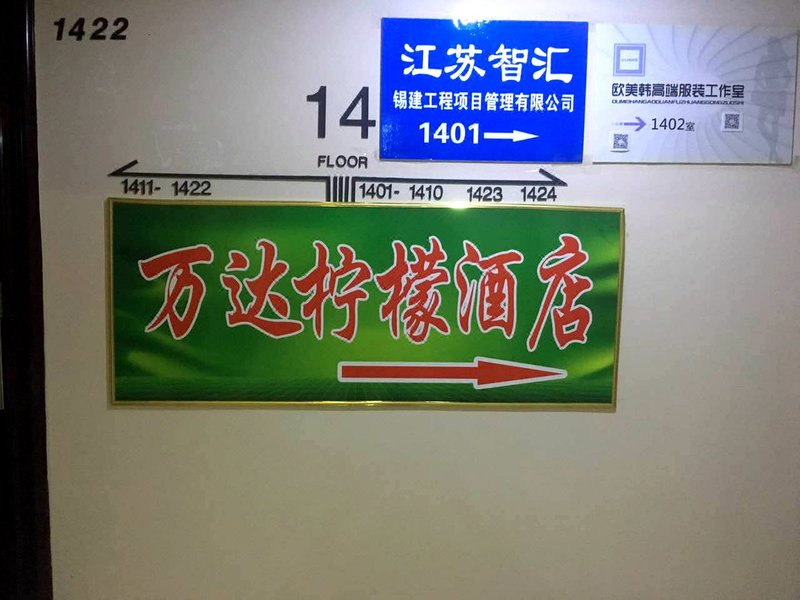 1422
江苏智汇
锡建工程项目管理有限公司
1401
欧美韩高端服装工作室
OUMEIHANGAODUANFUZHUANGGONGZUOSHI
1402室
14
FLOOR
1411- 1422
1401- 1410 1423 1424
万达柠檬酒店